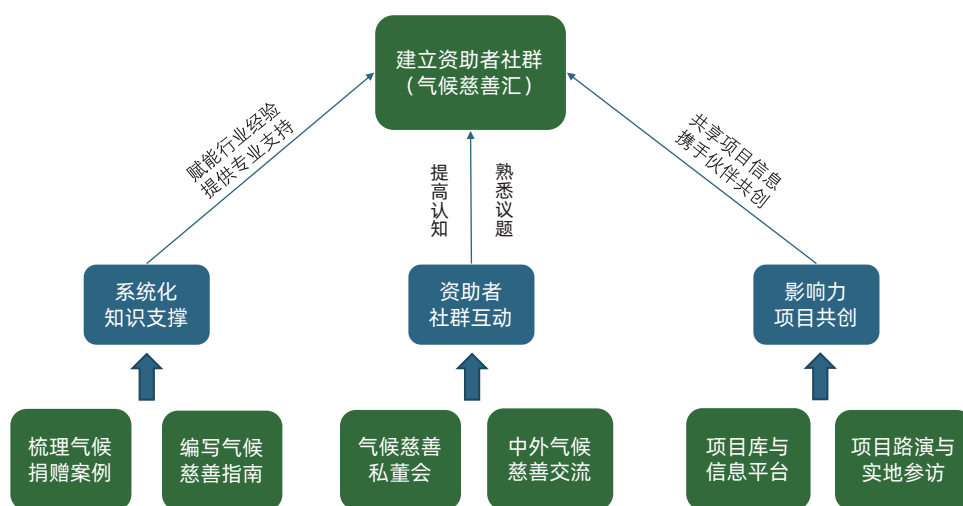 建立资助者社群
（气候慈善汇）
赋能行业经验
提供专业支持
提高认知
熟悉议题
共享项目信息
携手伙伴共创
系统化
知识支撑
资助者
社群互动
影响力
项目共创
梳理气候
捐赠案例
编写气候
慈善指南
气候慈善
私董会
中外气候
慈善交流
项目库与
信息平台
项目路演与
实地参访